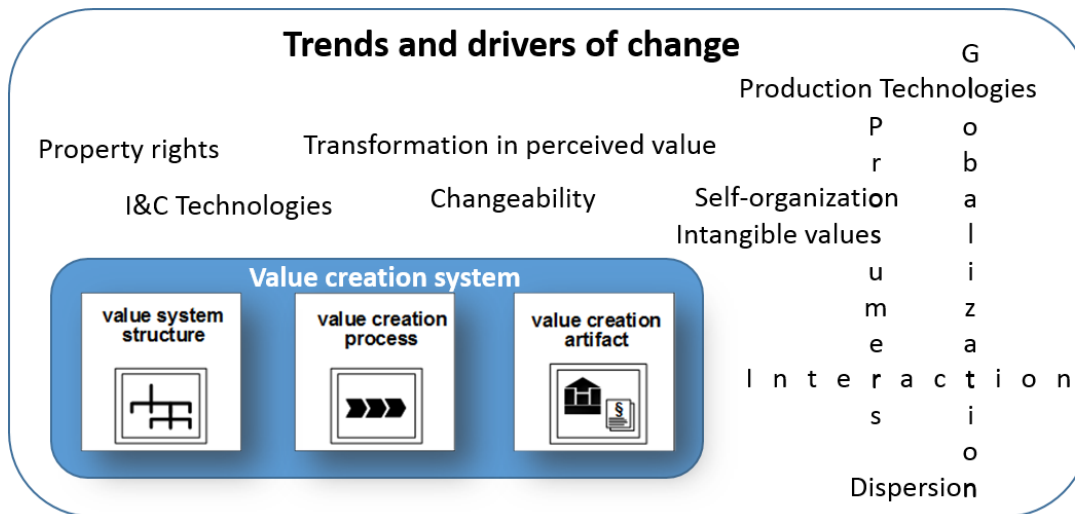 Trends and drivers of change
Production Technologies
Globalization
Prosumers
Property rights
Transformation in perceived value
I&C Technologies
Changeability
Self-organization
Intangible values
Value creation system
value system
structure
value creation
process
value creation
artifact
§
Interaction
Dispersion